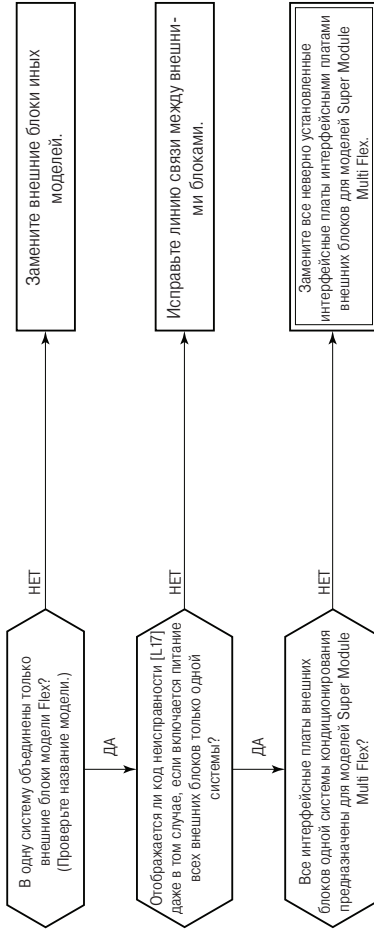 В одну систему объединены только
внешние блоки модели Flex?
(Проверьте название модели.)
НЕТ
Замените внешние блоки иных
моделей.
ДА
Отображается ли код неисправности [L17]
даже в том случае, если включается питание
всех внешних блоков только одной
системы?
НЕТ
Исправьте линию связи между внешни-
ми блоками.
ДА
Все интерфейсные платы внешних
блоков одной системы кондиционирования
предназначены для моделей Super Module
Multi Flex?
НЕТ
Замените все неверно установленные
интерфейсные платы интерфейсными платами
внешних блоков для моделей Super Module
Multi Flex.